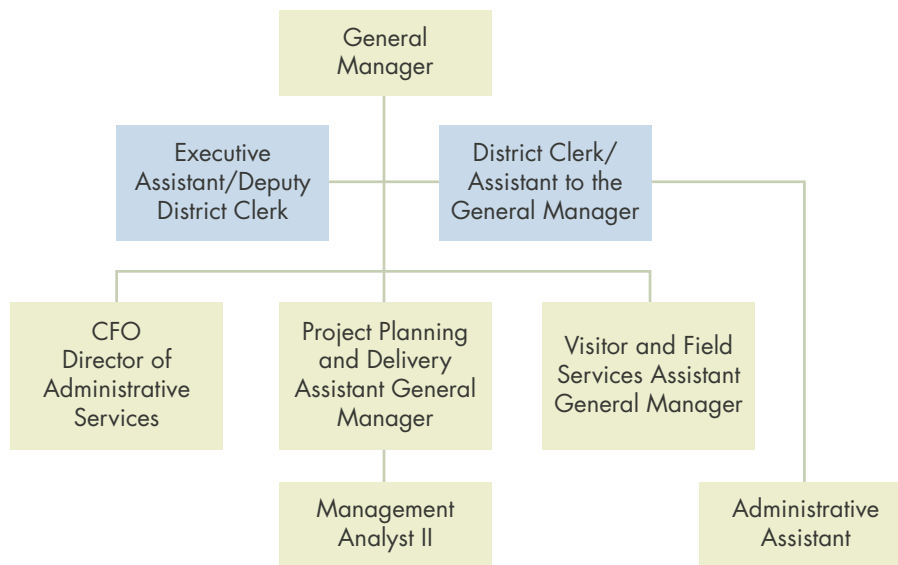 General
Manager
Executive
Assistant/Deputy
District Clerk
District Clerk/
Assistant to the
General Manager
CFO
Director of
Administrative
Services
Project Planning
and Delivery
Assistant General
Manager
Visitor and Field
Services Assistant
General Manager
Management
Analyst II
Administrative
Assistant